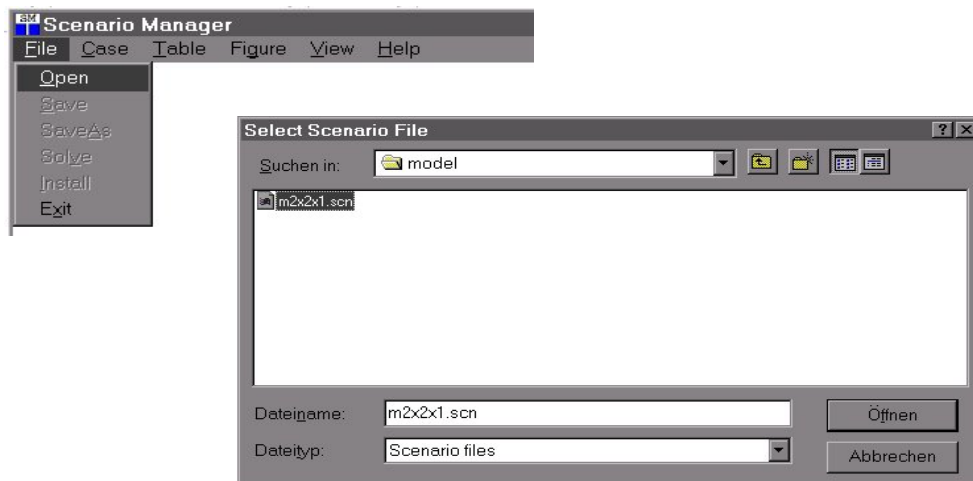 SM Scenario Manager
File Case Table Figure View Help
Open
Save
SaveAs
Solve
Install
Exit
Select Scenario File
Suchen in: model
m2x2x1.scn
Dateiname: m2x2x1.scn
Öffnen
Dateityp: Scenario files
Abbrechen